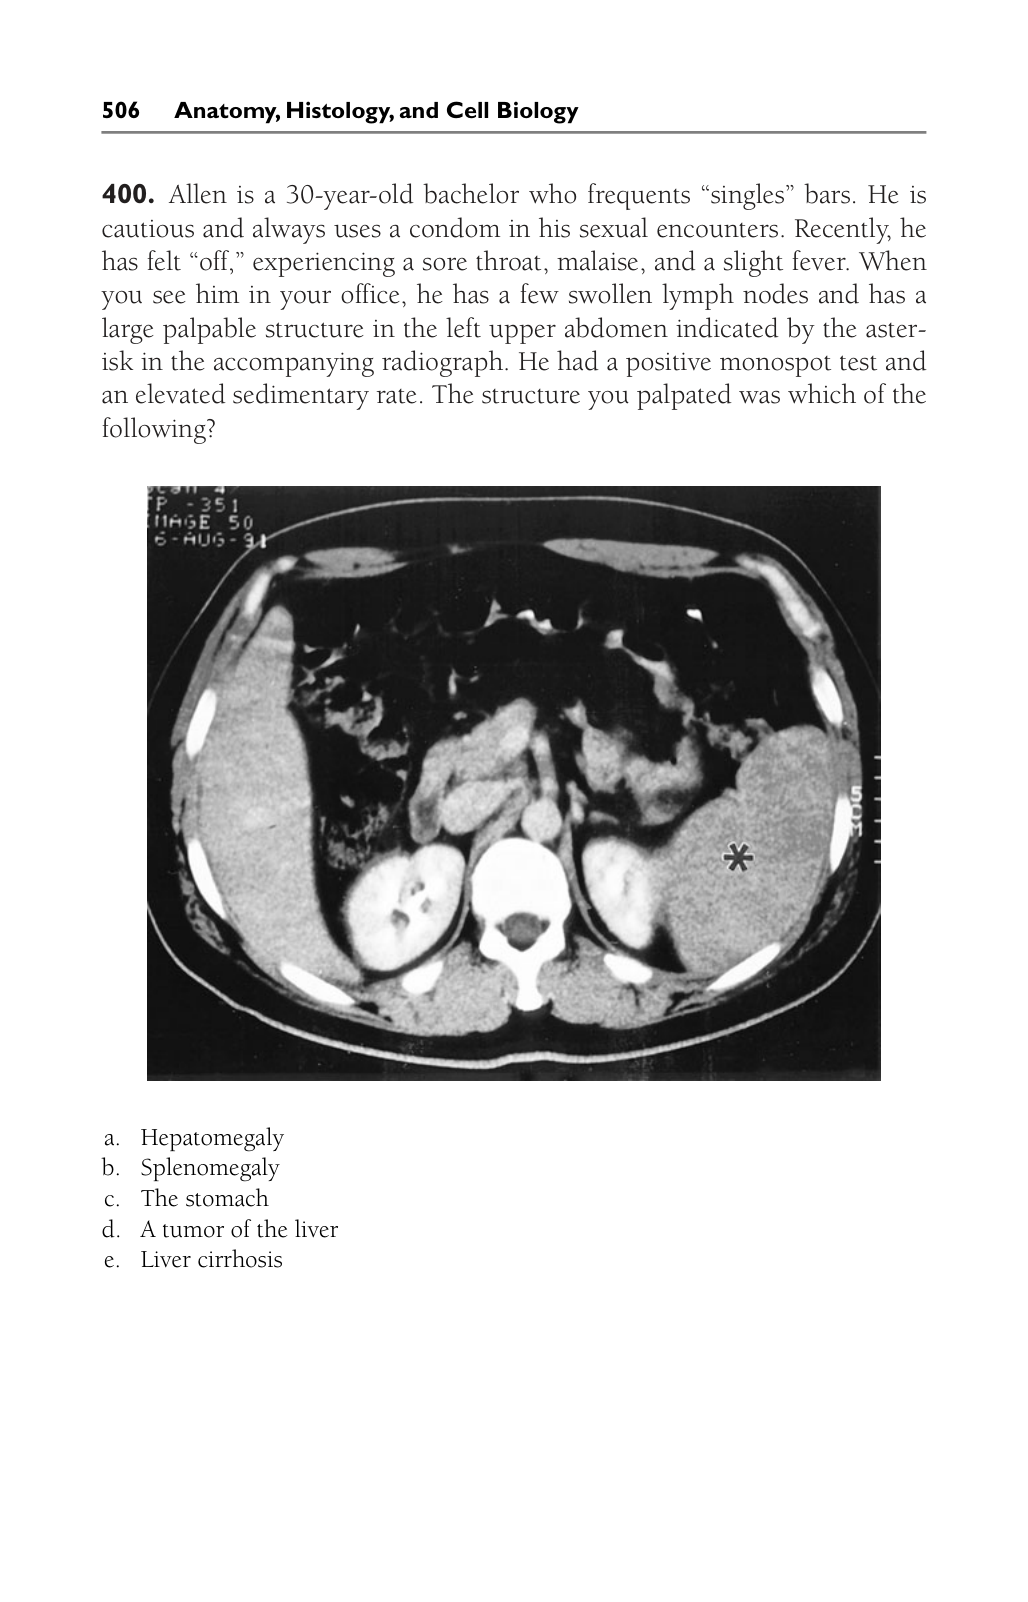 506 Anatomy, Histology, and Cell Biology
400. Allen is a 30-year-old bachelor who frequents “singles” bars. He is
cautious and always uses a condom in his sexual encounters. Recently, he
has felt “off,” experiencing a sore throat, malaise, and a slight fever. When
you see him in your office, he has a few swollen lymph nodes and has a
large palpable structure in the left upper abdomen indicated by the aster-
isk in the accompanying radiograph. He had a positive monospot test and
an elevated sedimentary rate. The structure you palpated was which of the
following?
P -351
IMAGE 50
6-AUG-91
5
M
*
a. Hepatomegaly
b. Splenomegaly
c. The stomach
d. A tumor of the liver
e. Liver cirrhosis